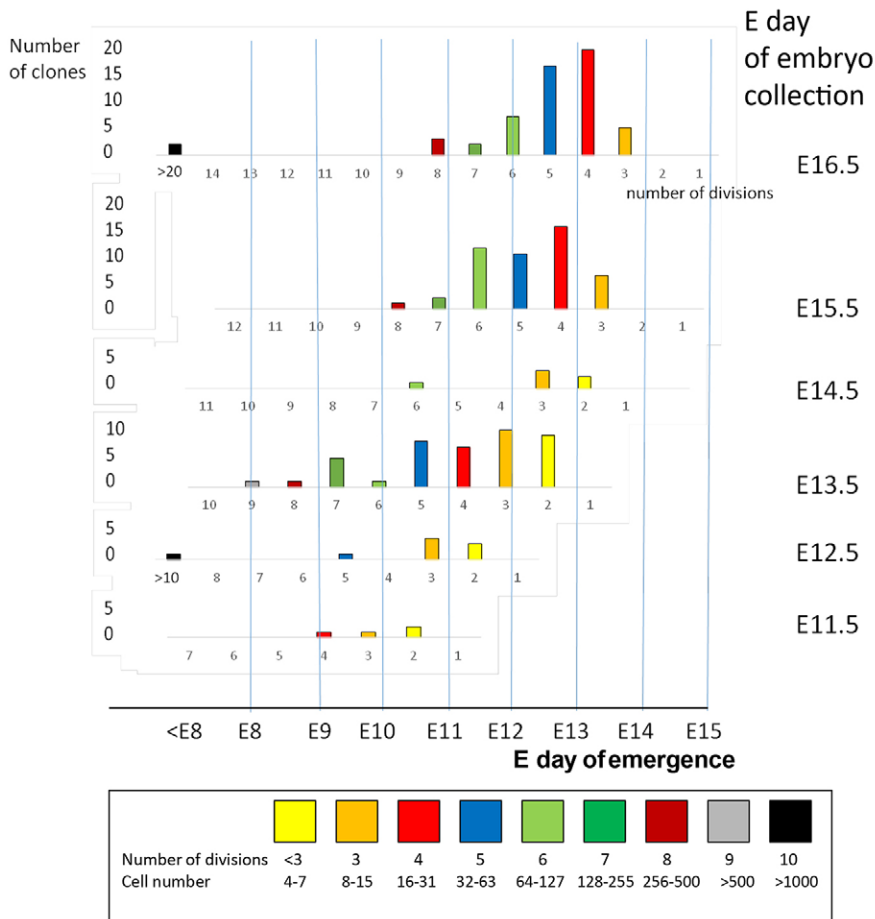 Number
of clones
E day
of embryo
collection
20
15
10
5
0
>20 14 13 12 11 10 9 8 7 6 5 4 3 2 1
E16.5
number of divisions
20
15
10
5
0
12 11 10 9 8 7 6 5 4 3 2 1
E15.5
5
0
11 10 9 8 7 6 5 4 3 2 1
E14.5
10
5
0
10 9 8 7 6 5 4 3 2 1
E13.5
5
0
>10 8 7 6 5 4 3 2 1
E12.5
5
0
7 6 5 4 3 2 1
E11.5
<E8 E8 E9 E10 E11 E12 E13 E14 E15
E day of emergence
Number of divisions <3 3 4 5 6 7 8 9 10
Cell number 4-7 8-15 16-31 32-63 64-127 128-255 256-500 >500 >1000